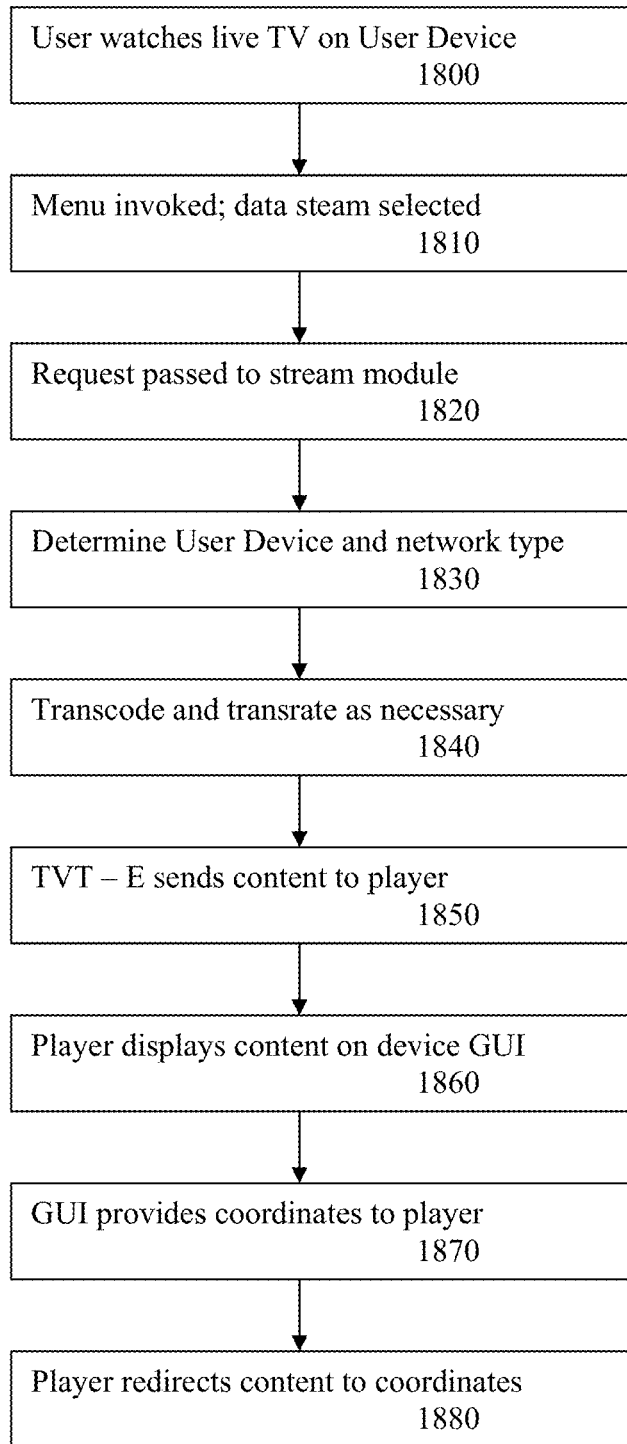 User watches live TV on User Device
1800
Menu invoked; data steam selected
1810
Request passed to stream module
1820
Determine User Device and network type
1830
Transcode and transrate as necessary
1840
TVT – E sends content to player
1850
Player displays content on device GUI
1860
GUI provides coordinates to player
1870
Player redirects content to coordinates
1880